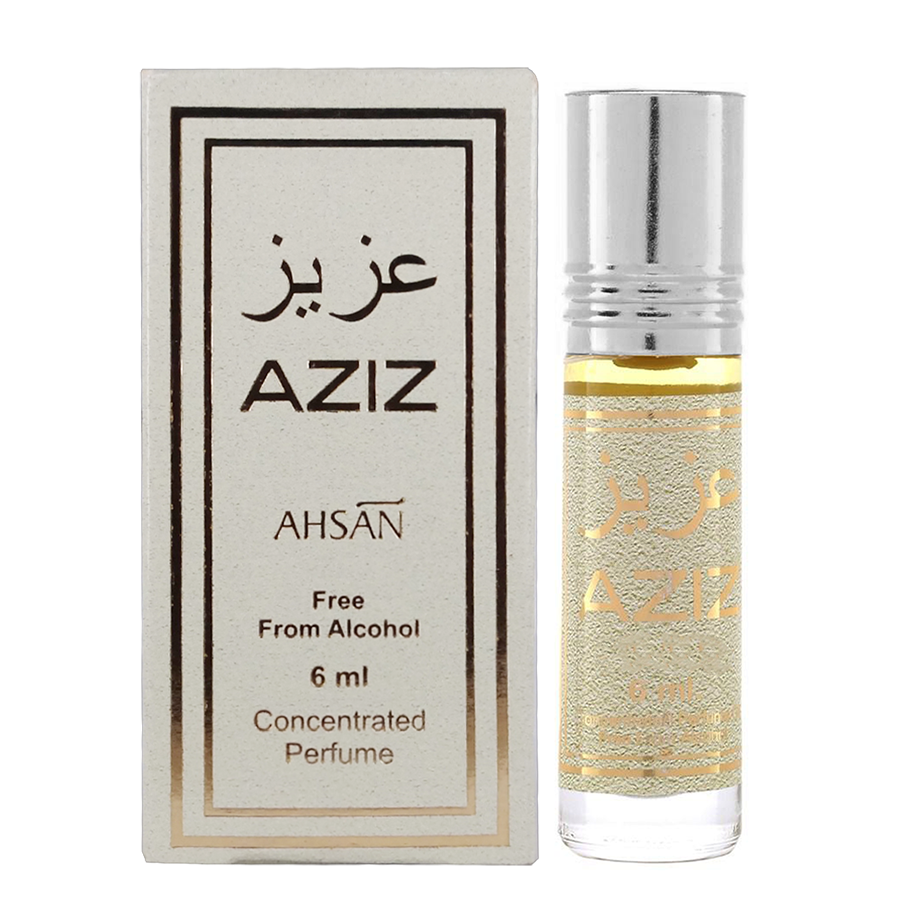 عزيز
AZIZ
AHSAN
Free
From Alcohol
6 ml
Concentrated
Perfume
عزيز
AZIZ
6 ml